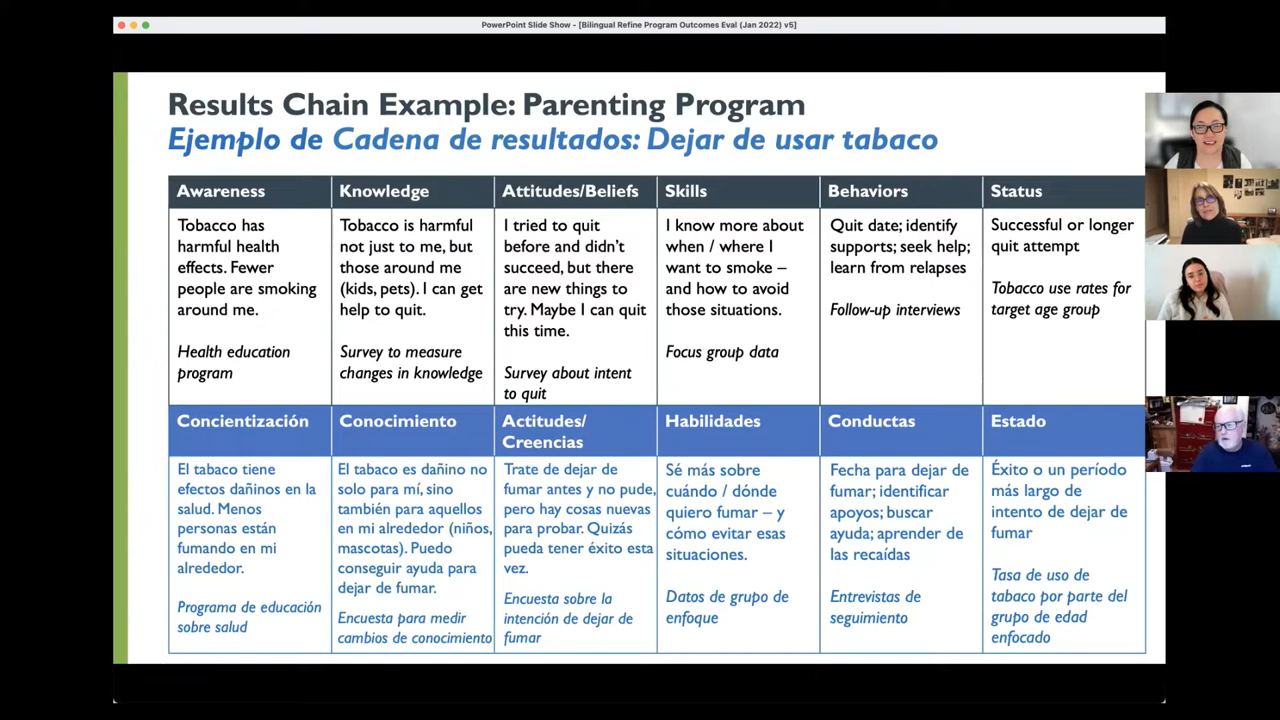 PowerPoint Slide Show - [Bilingual Refine Program Outcomes Eval (Jan 2022) v5]
Results Chain Example: Parenting Program
Ejemplo de Cadena de resultados: Dejar de usar tabaco
Awareness
Knowledge
Attitudes/Beliefs
Skills
Behaviors
Status
Tobacco has
harmful health
effects. Fewer
people are smoking
around me.
Health education
program
Tobacco is harmful
not just to me, but
those around me
(kids, pets). I can get
help to quit.
Survey to measure
changes in knowledge
I tried to quit
before and didn't
succeed, but there
are new things to
try. Maybe I can quit
this time.
Survey about intent
to quit
I know more about
when / where I
want to smoke –
and how to avoid
those situations.
Focus group data
Quit date; identify
supports; seek help;
learn from relapses
Follow-up interviews
Successful or longer
quit attempt
Tobacco use rates for
target age group
Concientización
Conocimiento
Actitudes/
Creencias
Habilidades
Conductas
Estado
El tabaco tiene
efectos dañinos en la
salud. Menos
personas están
fumando en mi
alrededor.
Programa de educación
sobre salud
El tabaco es dañino no
solo para mí, sino
también para aquellos
en mi alrededor (niños,
mascotas). Puedo
conseguir ayuda para
dejar de fumar.
Encuesta para medir
cambios de conocimiento
Trate de dejar de
fumar antes y no pude,
pero hay cosas nuevas
para probar. Quizás
pueda tener éxito esta
vez.
Encuesta sobre la
intención de dejar de
fumar
Sé más sobre
cuándo / dónde
quiero fumar – y
cómo evitar esas
situaciones.
Datos de grupo de
enfoque
Fecha para dejar de
fumar; identificar
apoyos; buscar
ayuda; aprender de
las recaídas
Entrevistas de
seguimiento
Éxito o un período
más largo de
intento de dejar de
fumar
Tasa de uso de
tabaco por parte del
grupo de edad
enfocado